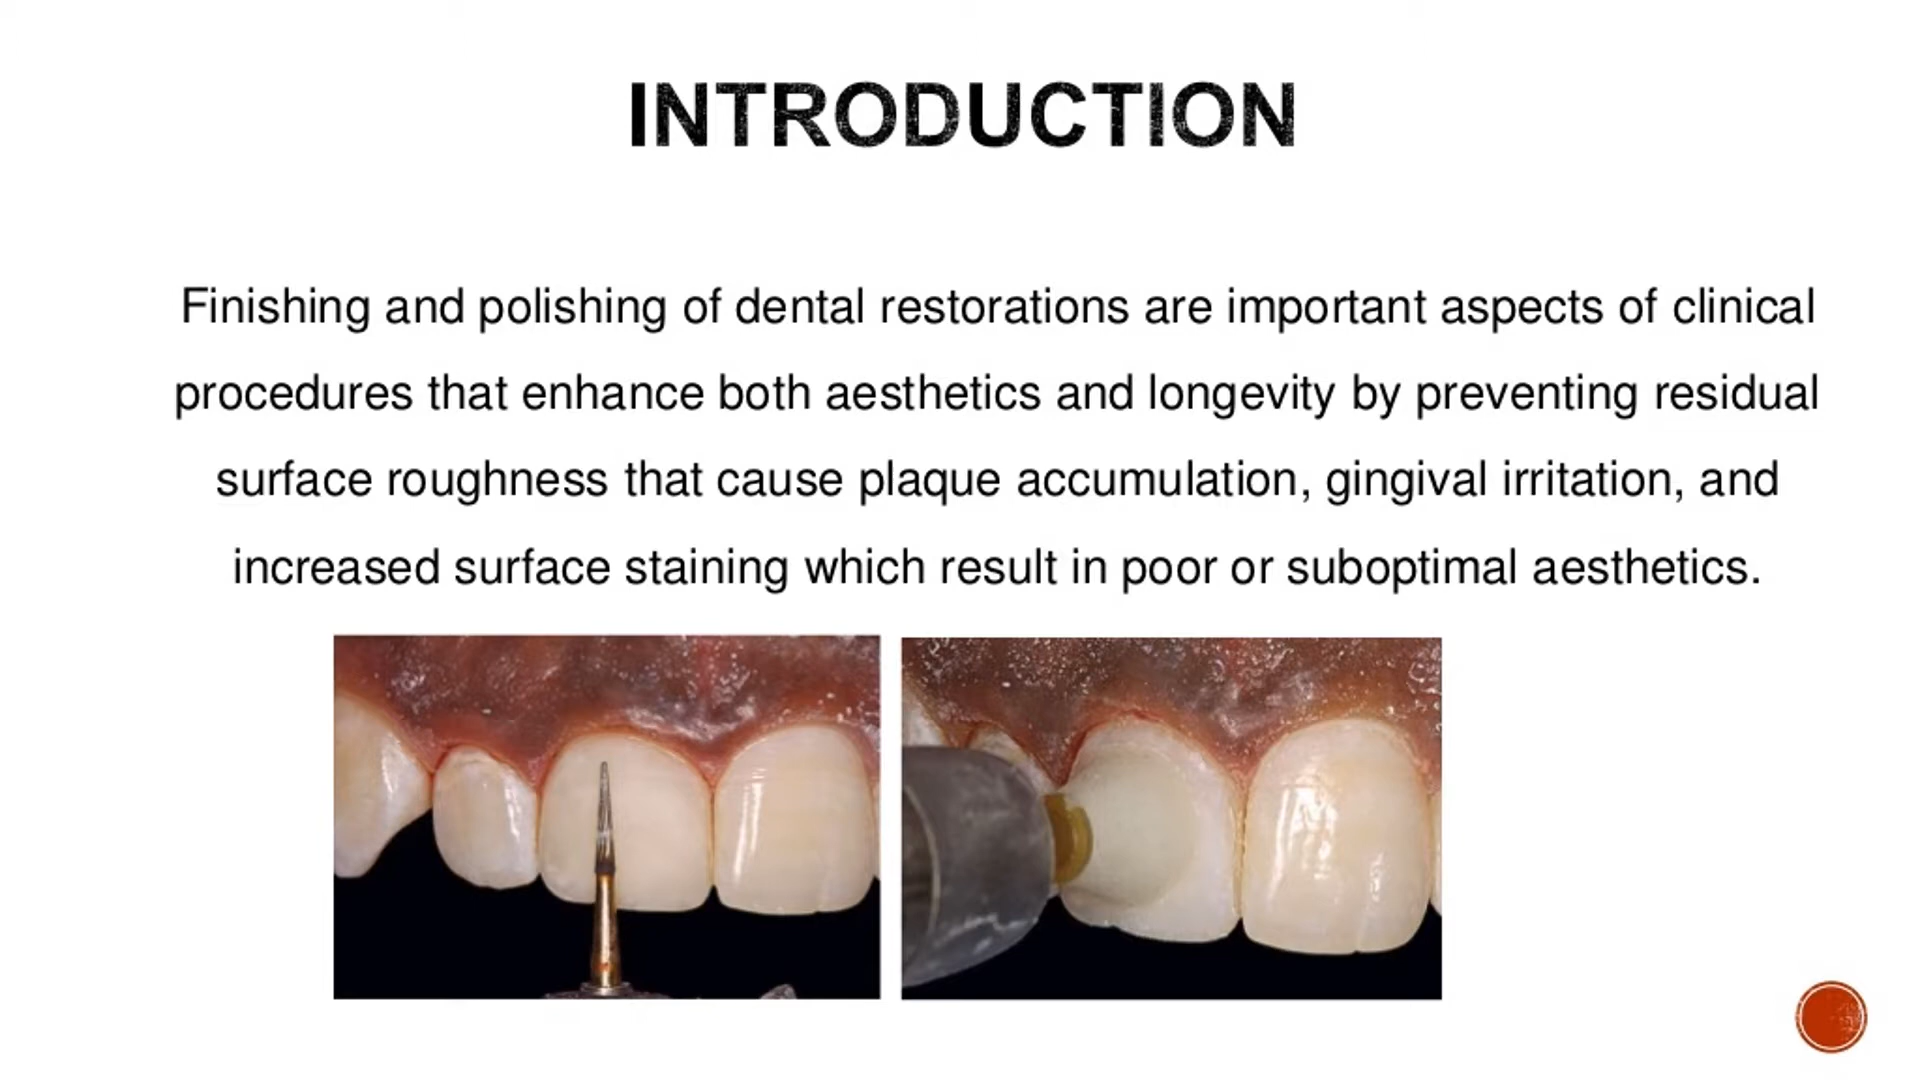 INTRODUCTION
Finishing and polishing of dental restorations are important aspects of clinical
procedures that enhance both aesthetics and longevity by preventing residual
surface roughness that cause plaque accumulation, gingival irritation, and
increased surface staining which result in poor or suboptimal aesthetics.